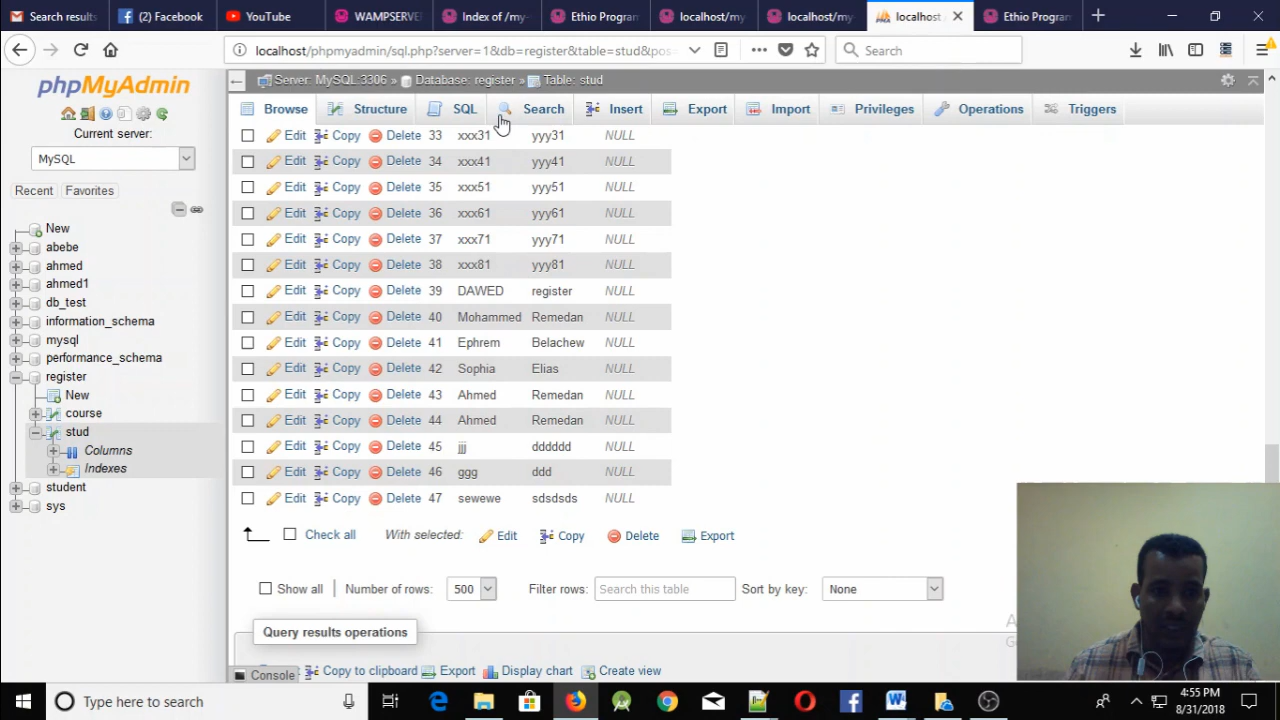 Search results
(2) Facebook
YouTube
WAMPSERVE
Index of /my-
Ethio Progra
localhost/my
localhost/my
localhost
Ethio Progra
localhost/phpmyadmin/sql.php?server=1&db=register&table=stud&pos=
Search
phpMyAdmin
Current server:
MySQL
Recent Favorites
New
abebe
ahmed
ahmed1
db_test
information_schema
mysql
performance_schema
register
New
course
stud
Columns
Indexes
student
sys
Server: MySQL:3306 » Database: register » Table: stud
Browse Structure SQL Search Insert Export Import Privileges Operations Triggers
Edit Copy Delete 33 xxx31 yyy31 NULL
Edit Copy Delete 34 xxx41 yyy41 NULL
Edit Copy Delete 35 xxx51 yyy51 NULL
Edit Copy Delete 36 xxx61 yyy61 NULL
Edit Copy Delete 37 xxx71 yyy71 NULL
Edit Copy Delete 38 xxx81 yyy81 NULL
Edit Copy Delete 39 DAWED register NULL
Edit Copy Delete 40 Mohammed Remedan NULL
Edit Copy Delete 41 Ephrem Belachew NULL
Edit Copy Delete 42 Sophia Elias NULL
Edit Copy Delete 43 Ahmed Remedan NULL
Edit Copy Delete 44 Ahmed Remedan NULL
Edit Copy Delete 45 jjj dddddd NULL
Edit Copy Delete 46 ggg ddd NULL
Edit Copy Delete 47 sewewe sdsdsds NULL
Check all With selected: Edit Copy Delete Export
Show all Number of rows: 500 Filter rows: Search this table Sort by key: None
Query results operations
Copy to clipboard Export Display chart Create view
Console
Type here to search
4:55 PM
8/31/2018